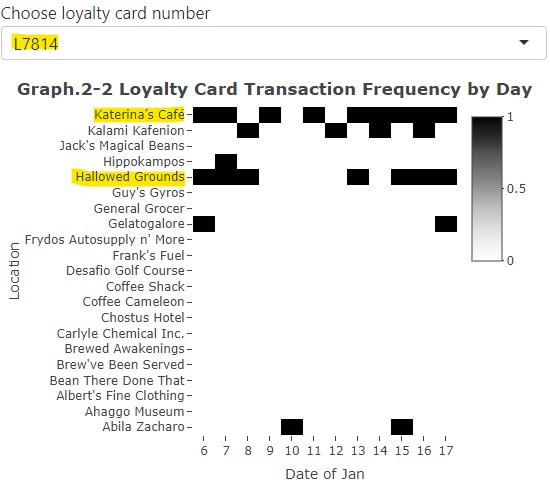 Choose loyalty card number
L7814
Graph.2-2 Loyalty Card Transaction Frequency by Day
Katerina's Café
Kalami Kafenion
Jack's Magical Beans
Hippokampos
Hallowed Grounds
Guy's Gyros
General Grocer
Gelatogalore
Frydos Autosupply n' More
Frank's Fuel
Desafio Golf Course
Coffee Shack
Coffee Cameleon
Chostus Hotel
Carlyle Chemical Inc.
Brewed Awakenings
Brew've Been Served
Bean There Done That
Albert's Fine Clothing
Ahaggo Museum
Abila Zacharo
Location
6 7 8 9 10 11 12 13 14 15 16 17
Date of Jan
1
0.5
0